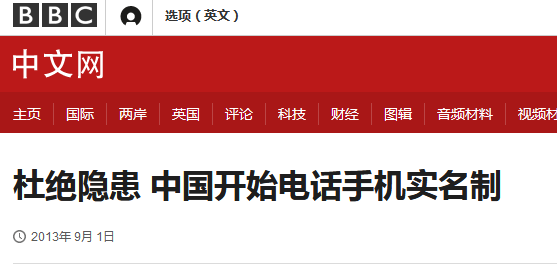 BBC 选项（英文）
中文网
主页 国际 两岸 英国 评论 科技 财经 图辑 音频材料 视频材
杜绝隐患 中国开始电话手机实名制
2013年 9月 1日